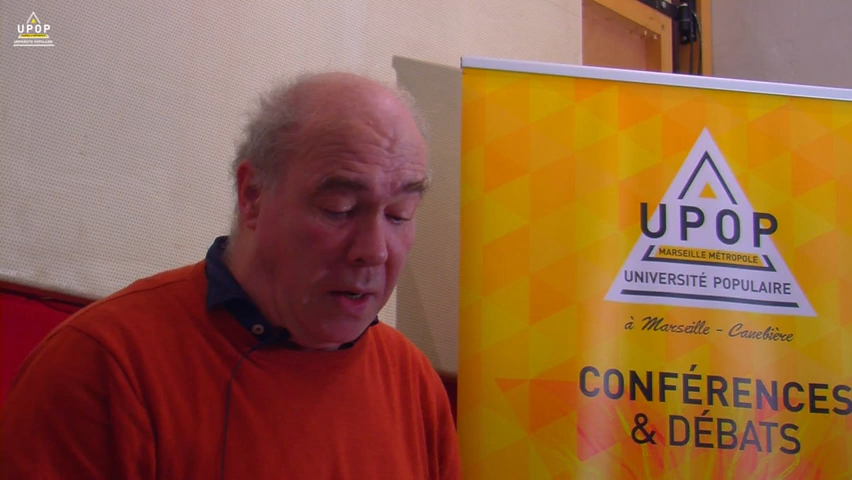 UPOP
UNIVERSITÉ POPULAIRE
UPOP
MARSEILLE MÉTROPOLE
UNIVERSITÉ POPULAIRE
à Marseille - Canebière
CONFÉRENCES
& DÉBATS